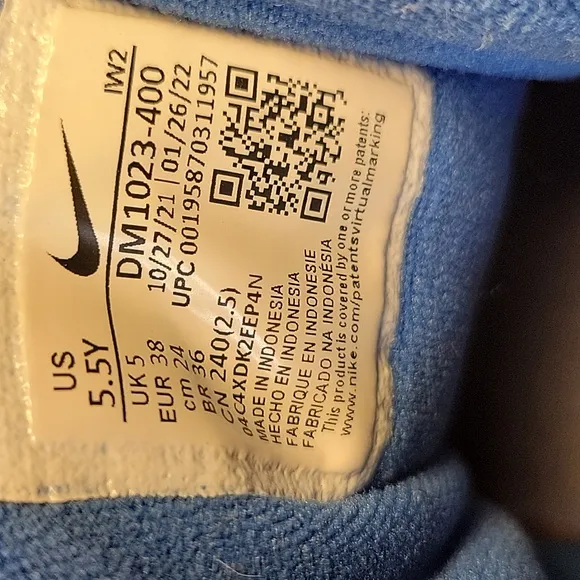 IW2
DM1023-400
10/27/21 | 01/26/22
UPC 00195870311957
US
5.5Y
UK 5
EUR 38
cm 24
BR 36
CN 240(2.5)
04C4XDK2EEP4N
MADE IN INDONESIA
HECHO EN INDONESIA
FABRIQUE EN INDONESIE
FABRICADO NA INDONÉSIA
This product is covered by one or more patents:
www.nike.com/patentsvirtualmarking